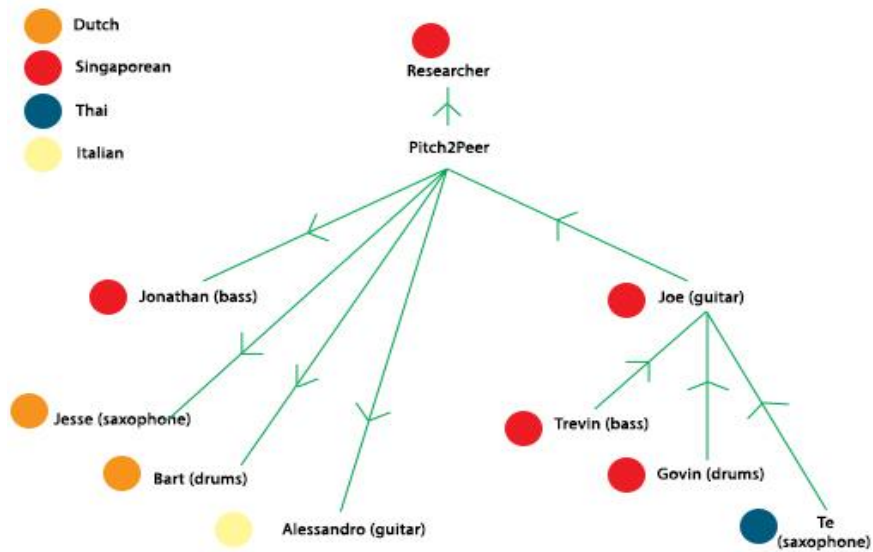 Dutch
Singaporean
Thai
Italian
Researcher
Pitch2Peer
Jonathan (bass)
Joe (guitar)
Jesse (saxophone)
Trevin (bass)
Bart (drums)
Govin (drums)
Alessandro (guitar)
Te
(saxophone)